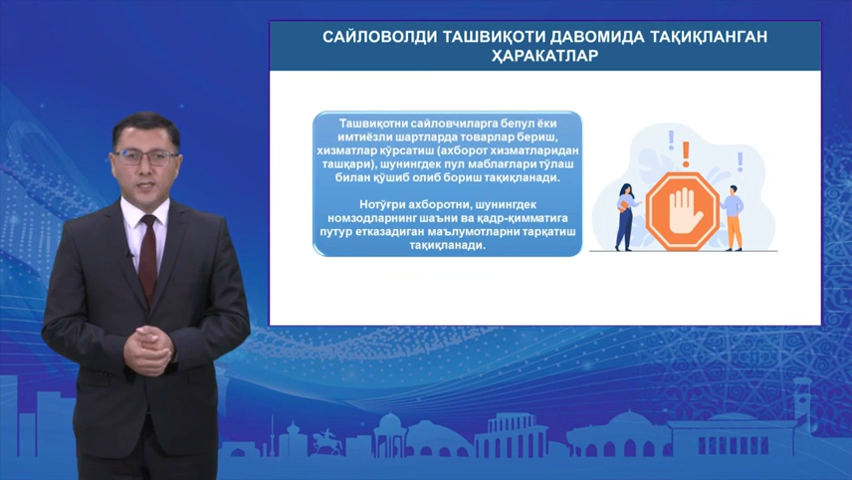 САЙЛОВОЛДИ ТАШВИҚОТИ ДАВОМИДА ТАҚИҚЛАНГАН
ҲАРАКАТЛАР
Ташвиқотни сайловчиларга бепул ёки
имтиёзли шартларда товарлар бериш,
хизматлар кўрсатиш (ахборот хизматларидан
ташқари), шунингдек пул маблағлари тўлаш
билан қўшиб олиб бориш тақиқланади.
Нотўғри ахборотни, шунингдек
номзодларнинг шаъни ва қадр-қимматига
путур етказадиган маълумотларни тарқатиш
тақиқланади.